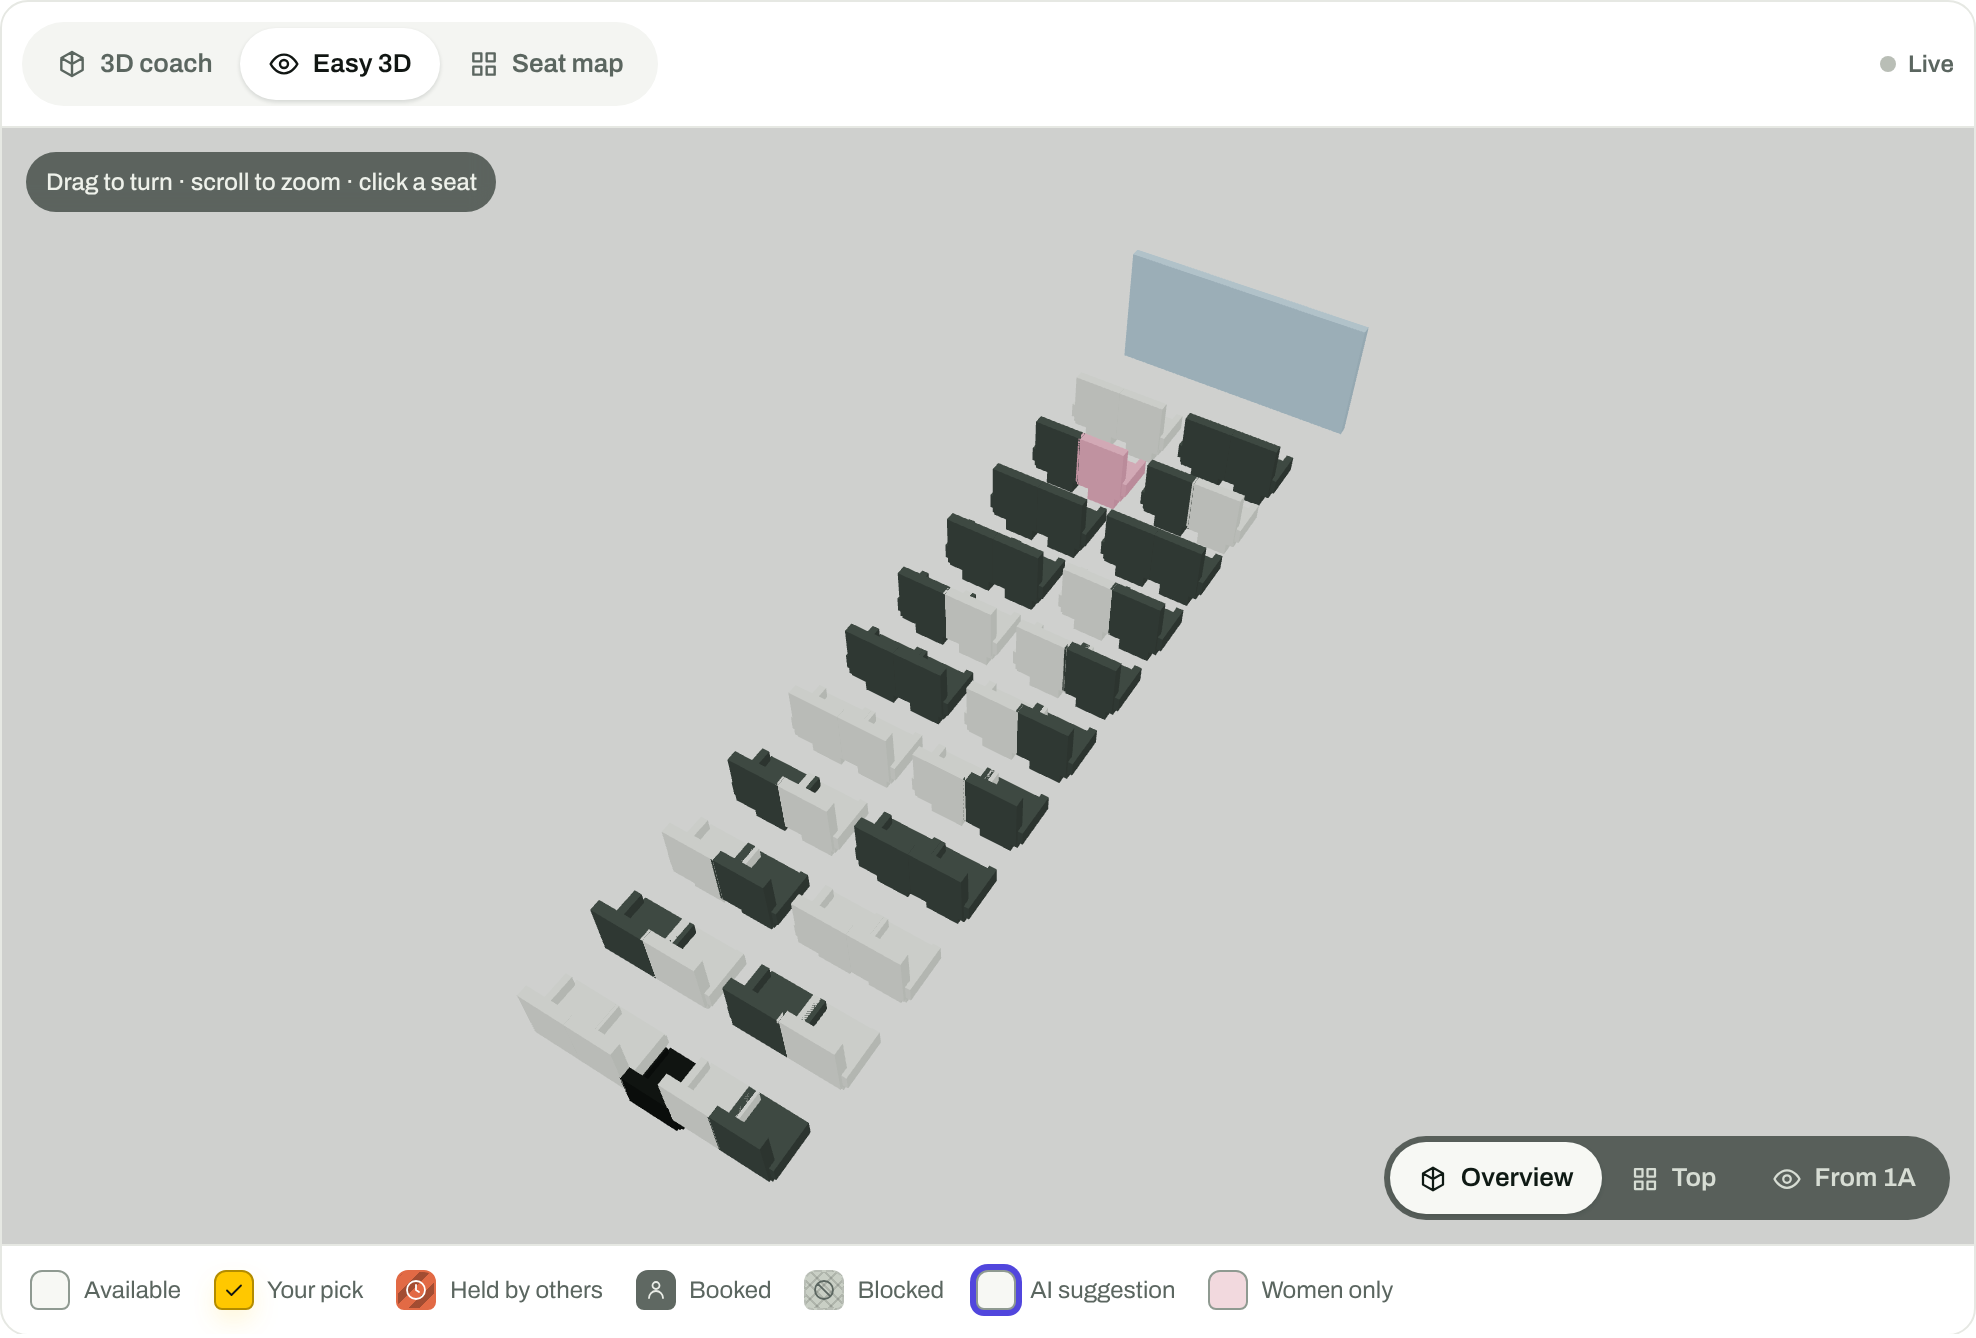 3D coach
Easy 3D
Seat map
Live
Drag to turn · scroll to zoom · click a seat
Overview
Top
From 1A
Available
Your pick
Held by others
Booked
Blocked
AI suggestion
Women only